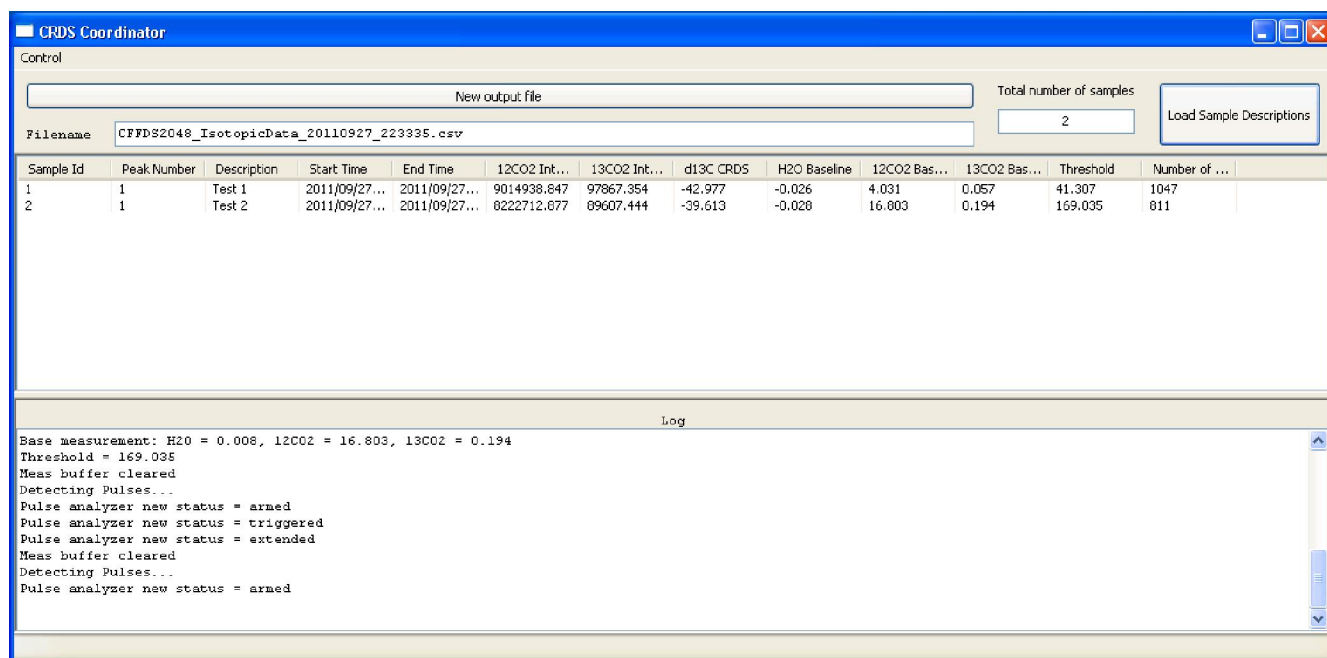 CRDS Coordinator
Control
New output file
Total number of samples
Load Sample Descriptions
Filename CFFDS2048_IsotopicData_20110927_223335.csv 2
Sample Id Peak Number Description Start Time End Time 12CO2 Int... 13CO2 Int... d13C CRDS H2O Baseline 12CO2 Bas... 13CO2 Bas... Threshold Number of ...
1 1 Test 1 2011/09/27... 2011/09/27... 9014938.847 97867.354 -42.977 -0.026 4.031 0.057 41.307 1047
2 1 Test 2 2011/09/27... 2011/09/27... 8222712.877 89607.444 -39.613 -0.028 16.803 0.194 169.035 811
Log
Base measurement: H2O = 0.008, 12CO2 = 16.803, 13CO2 = 0.194
Threshold = 169.035
Meas buffer cleared
Detecting Pulses...
Pulse analyzer new status = armed
Pulse analyzer new status = triggered
Pulse analyzer new status = extended
Meas buffer cleared
Detecting Pulses...
Pulse analyzer new status = armed